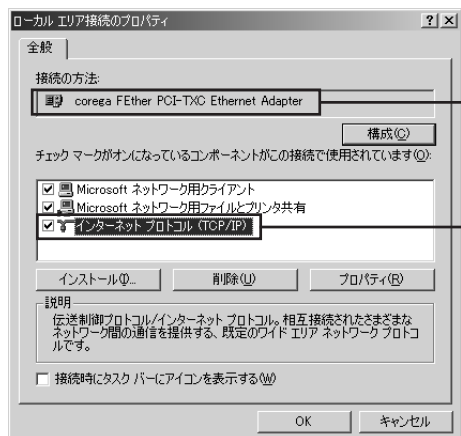 ローカル エリア接続のプロパティ
全般
接続の方法:
corega FEther PCI-TXC Ethernet Adapter
構成(C)
チェック マークがオンになっているコンポーネントがこの接続で使用されています(O):
Microsoft ネットワーク用クライアント
Microsoft ネットワーク用ファイルとプリンタ共有
インターネット プロトコル (TCP/IP)
インストール(I)... 削除(U) プロパティ(R)
説明
伝送制御プロトコル/インターネット プロトコル。相互接続されたさまざまな
ネットワーク間の通信を提供する、既定のワイド エリア ネットワーク プロトコ
ルです。
接続時にタスク バーにアイコンを表示する(W)
OK キャンセル